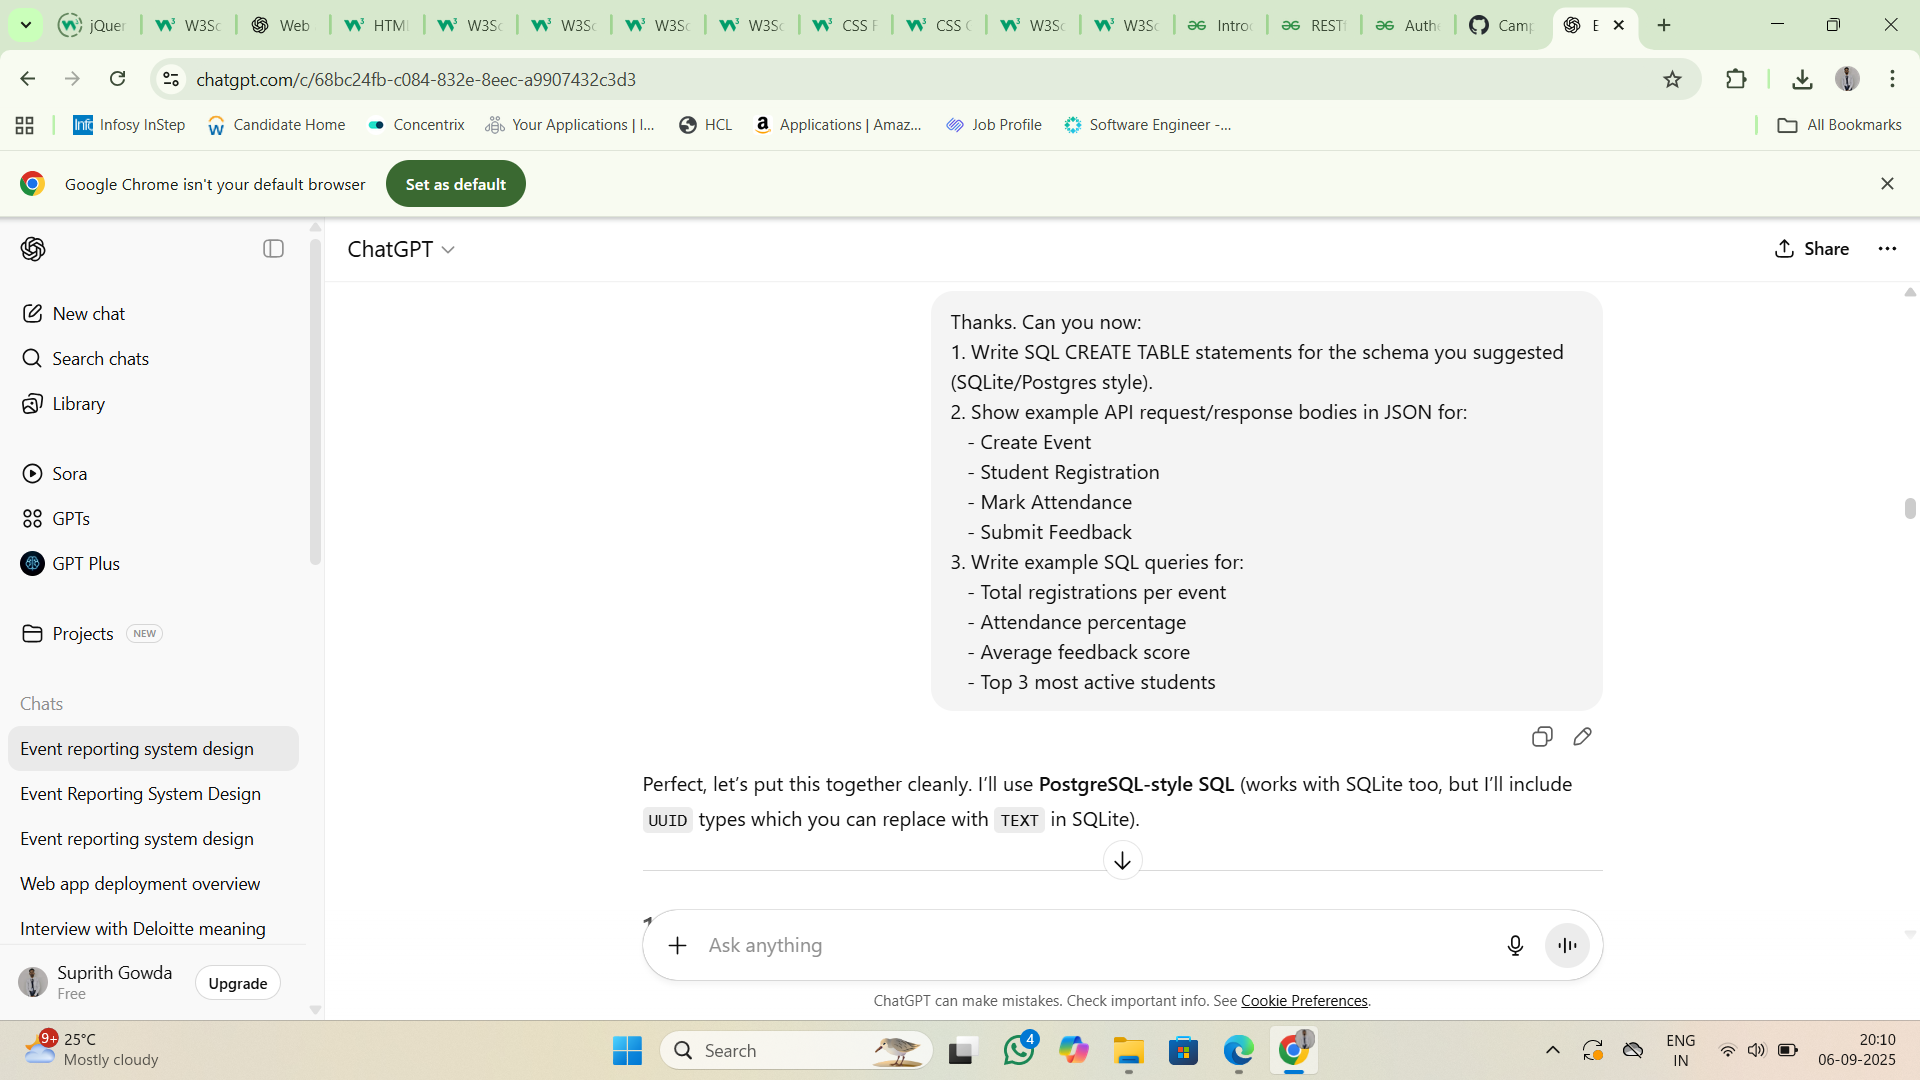 jQuer
W3Sc
Web
HTML
W3Sc
W3Sc
W3Sc
W3Sc
CSS F
CSS C
W3Sc
W3Sc
Introd
RESTf
Authe
Camp
E
chatgpt.com/c/68bc24fb-c084-832e-8eec-a9907432c3d3
Infosy InStep
Candidate Home
Concentrix
Your Applications | I...
HCL
Applications | Amaz...
Job Profile
Software Engineer -...
All Bookmarks
Google Chrome isn't your default browser
Set as default
ChatGPT
Share
New chat
Search chats
Library
Sora
GPTs
GPT Plus
Projects NEW
Chats
Event reporting system design
Event Reporting System Design
Event reporting system design
Web app deployment overview
Interview with Deloitte meaning
Suprith Gowda
Free
Upgrade
Thanks. Can you now:
1. Write SQL CREATE TABLE statements for the schema you suggested
(SQLite/Postgres style).
2. Show example API request/response bodies in JSON for:
- Create Event
- Student Registration
- Mark Attendance
- Submit Feedback
3. Write example SQL queries for:
- Total registrations per event
- Attendance percentage
- Average feedback score
- Top 3 most active students
Perfect, let’s put this together cleanly. I’ll use PostgreSQL-style SQL (works with SQLite too, but I’ll include
UUID types which you can replace with TEXT in SQLite).
Ask anything
ChatGPT can make mistakes. Check important info. See Cookie Preferences.
9+
25°C
Mostly cloudy
Search
4
ENG
IN
20:10
06-09-2025